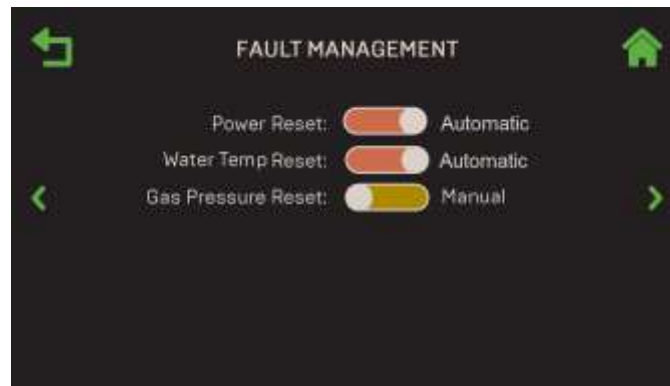 FAULT MANAGEMENT
Power Reset: Automatic
Water Temp Reset: Automatic
Gas Pressure Reset: Manual